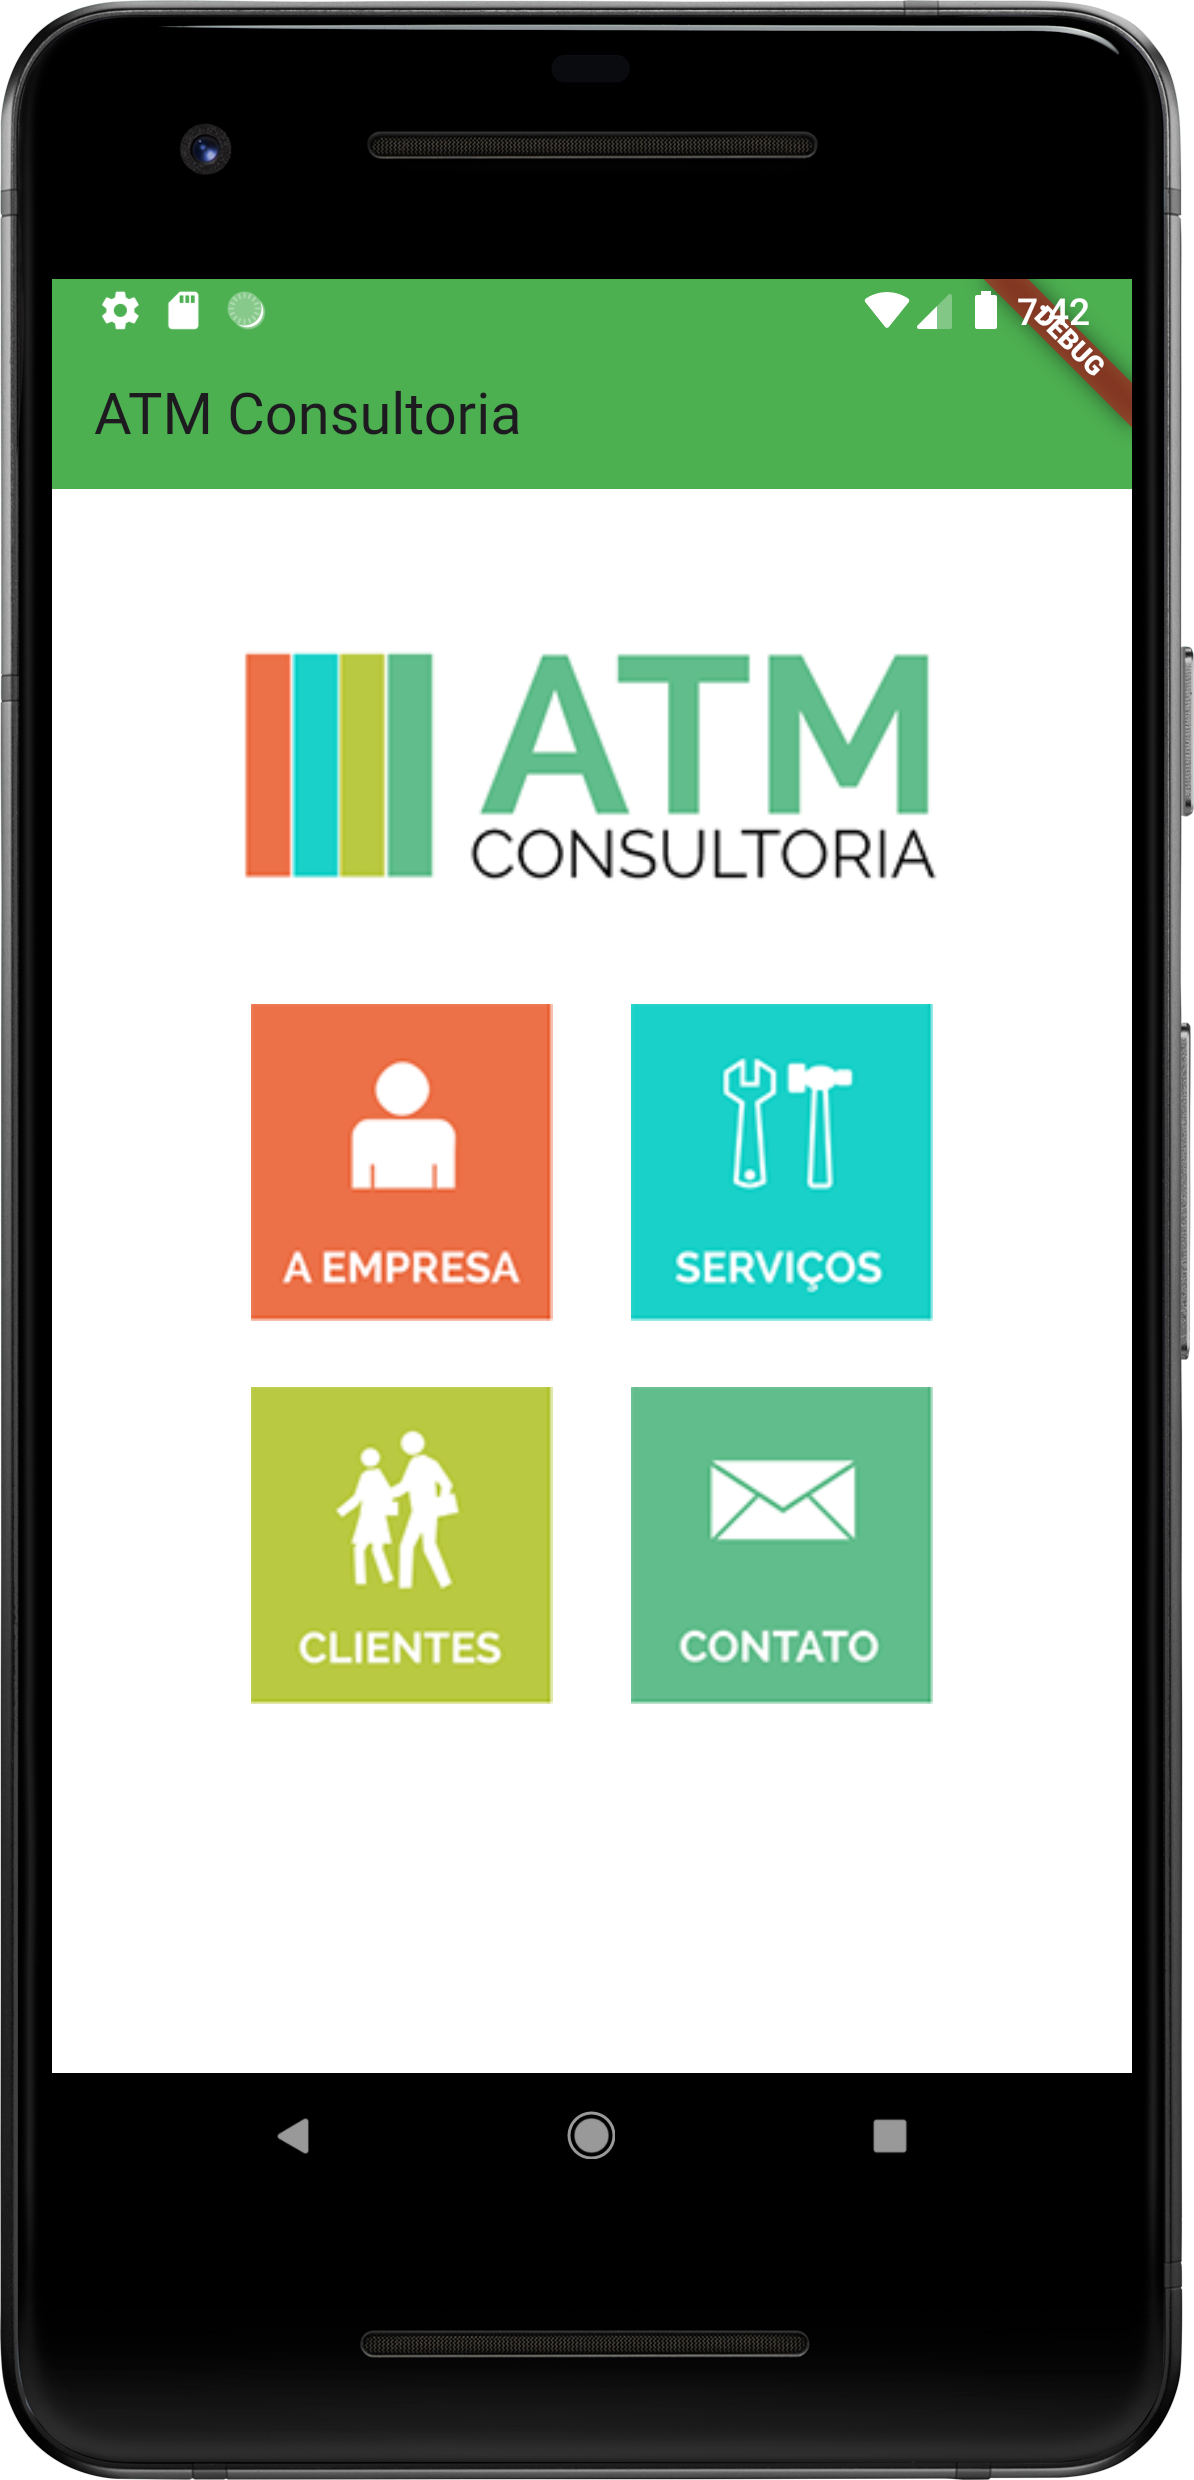 7:42
DEBUG
ATM Consultoria
ATM
CONSULTORIA
A EMPRESA
SERVIÇOS
CLIENTES
CONTATO